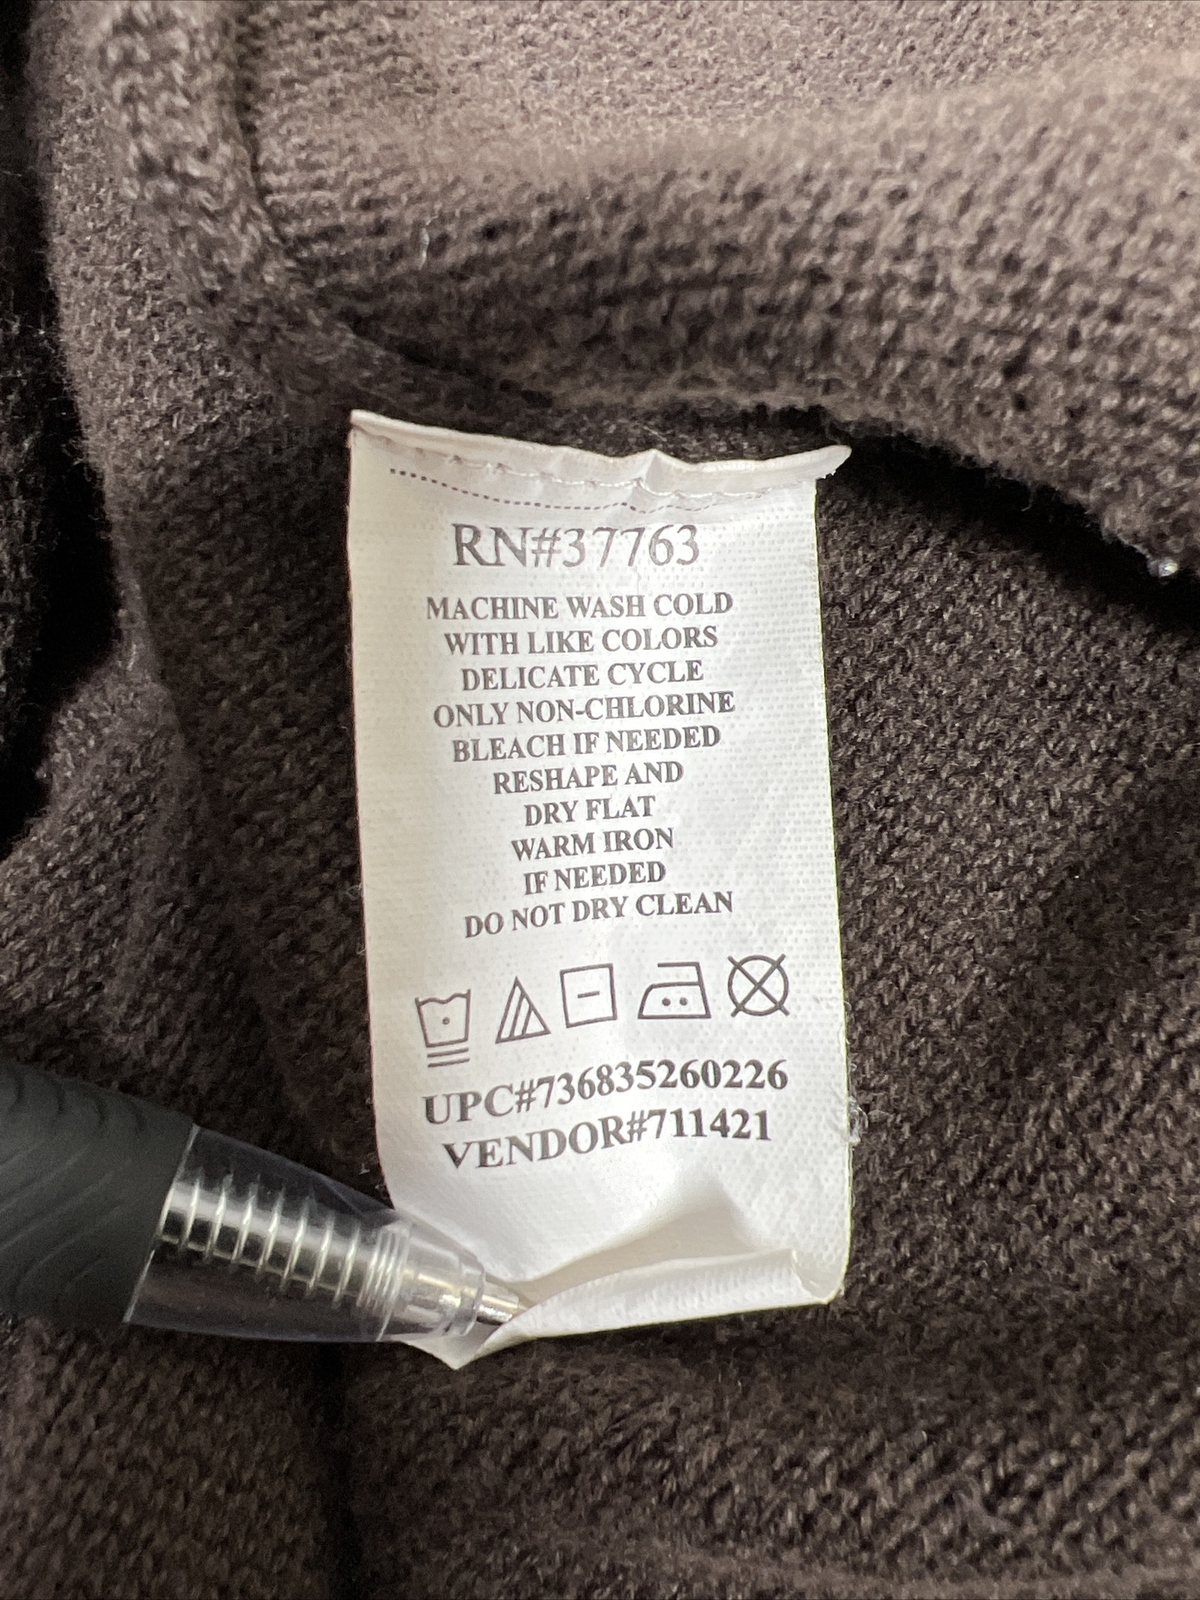 RN#37763
MACHINE WASH COLD
WITH LIKE COLORS
DELICATE CYCLE
ONLY NON-CHLORINE
BLEACH IF NEEDED
RESHAPE AND
DRY FLAT
WARM IRON
IF NEEDED
DO NOT DRY CLEAN
UPC#736835260226
VENDOR#711421